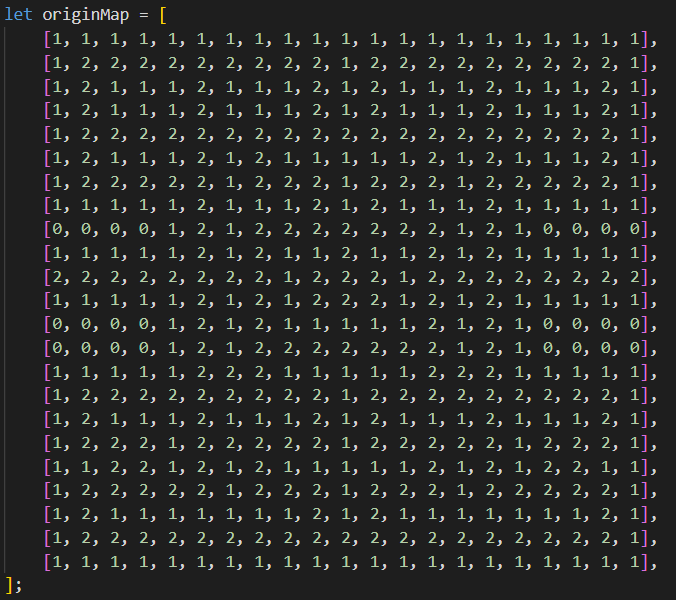 let originMap = [
[1, 1, 1, 1, 1, 1, 1, 1, 1, 1, 1, 1, 1, 1, 1, 1, 1, 1, 1, 1, 1],
[1, 2, 2, 2, 2, 2, 2, 2, 2, 2, 1, 2, 2, 2, 2, 2, 2, 2, 2, 2, 1],
[1, 2, 1, 1, 1, 2, 1, 1, 1, 2, 1, 2, 1, 1, 1, 2, 1, 1, 1, 2, 1],
[1, 2, 1, 1, 1, 2, 1, 1, 1, 2, 1, 2, 1, 1, 1, 2, 1, 1, 1, 2, 1],
[1, 2, 2, 2, 2, 2, 2, 2, 2, 2, 2, 2, 2, 2, 2, 2, 2, 2, 2, 2, 1],
[1, 2, 1, 1, 1, 2, 1, 2, 1, 1, 1, 1, 1, 2, 1, 2, 1, 1, 1, 2, 1],
[1, 2, 2, 2, 2, 2, 1, 2, 2, 2, 1, 2, 2, 2, 1, 2, 2, 2, 2, 2, 1],
[1, 1, 1, 1, 1, 2, 1, 1, 1, 2, 1, 2, 1, 1, 1, 2, 1, 1, 1, 1, 1],
[0, 0, 0, 0, 1, 2, 1, 2, 2, 2, 2, 2, 2, 2, 1, 2, 1, 0, 0, 0, 0],
[1, 1, 1, 1, 1, 2, 1, 2, 1, 1, 2, 1, 1, 2, 1, 2, 1, 1, 1, 1, 1],
[2, 2, 2, 2, 2, 2, 2, 2, 1, 2, 2, 2, 1, 2, 2, 2, 2, 2, 2, 2, 2],
[1, 1, 1, 1, 1, 2, 1, 2, 1, 2, 2, 2, 1, 2, 1, 2, 1, 1, 1, 1, 1],
[0, 0, 0, 0, 1, 2, 1, 2, 1, 1, 1, 1, 1, 2, 1, 2, 1, 0, 0, 0, 0],
[0, 0, 0, 0, 1, 2, 1, 2, 2, 2, 2, 2, 2, 2, 1, 2, 1, 0, 0, 0, 0],
[1, 1, 1, 1, 1, 2, 2, 2, 1, 1, 1, 1, 1, 2, 2, 2, 1, 1, 1, 1, 1],
[1, 2, 2, 2, 2, 2, 2, 2, 2, 2, 1, 2, 2, 2, 2, 2, 2, 2, 2, 2, 1],
[1, 2, 1, 1, 1, 2, 1, 1, 1, 2, 1, 2, 1, 1, 1, 2, 1, 1, 1, 2, 1],
[1, 2, 2, 2, 1, 2, 2, 2, 2, 2, 1, 2, 2, 2, 2, 2, 1, 2, 2, 2, 1],
[1, 1, 2, 2, 1, 2, 1, 2, 1, 1, 1, 1, 1, 2, 1, 2, 1, 2, 2, 1, 1],
[1, 2, 2, 2, 2, 2, 1, 2, 2, 2, 1, 2, 2, 2, 1, 2, 2, 2, 2, 2, 1],
[1, 2, 1, 1, 1, 1, 1, 1, 1, 2, 1, 2, 1, 1, 1, 1, 1, 1, 1, 2, 1],
[1, 2, 2, 2, 2, 2, 2, 2, 2, 2, 1, 2, 2, 2, 2, 2, 2, 2, 2, 2, 1],
[1, 1, 1, 1, 1, 1, 1, 1, 1, 1, 1, 1, 1, 1, 1, 1, 1, 1, 1, 1, 1],
];